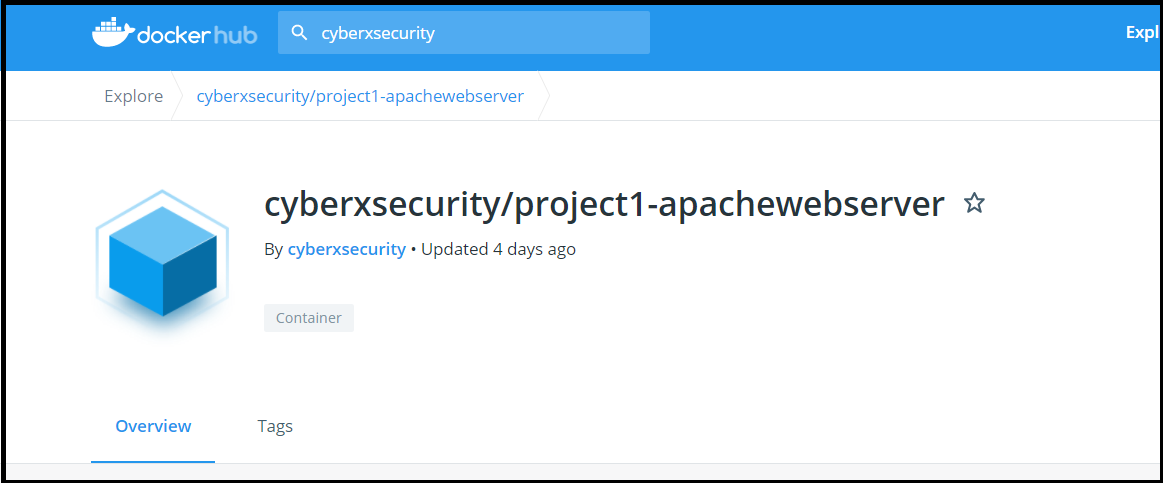 docker hub
cyberxsecurity
Expl
Explore
cyberxsecurity/project1-apachewebserver
cyberxsecurity/project1-apachewebserver
By cyberxsecurity • Updated 4 days ago
Container
Overview
Tags